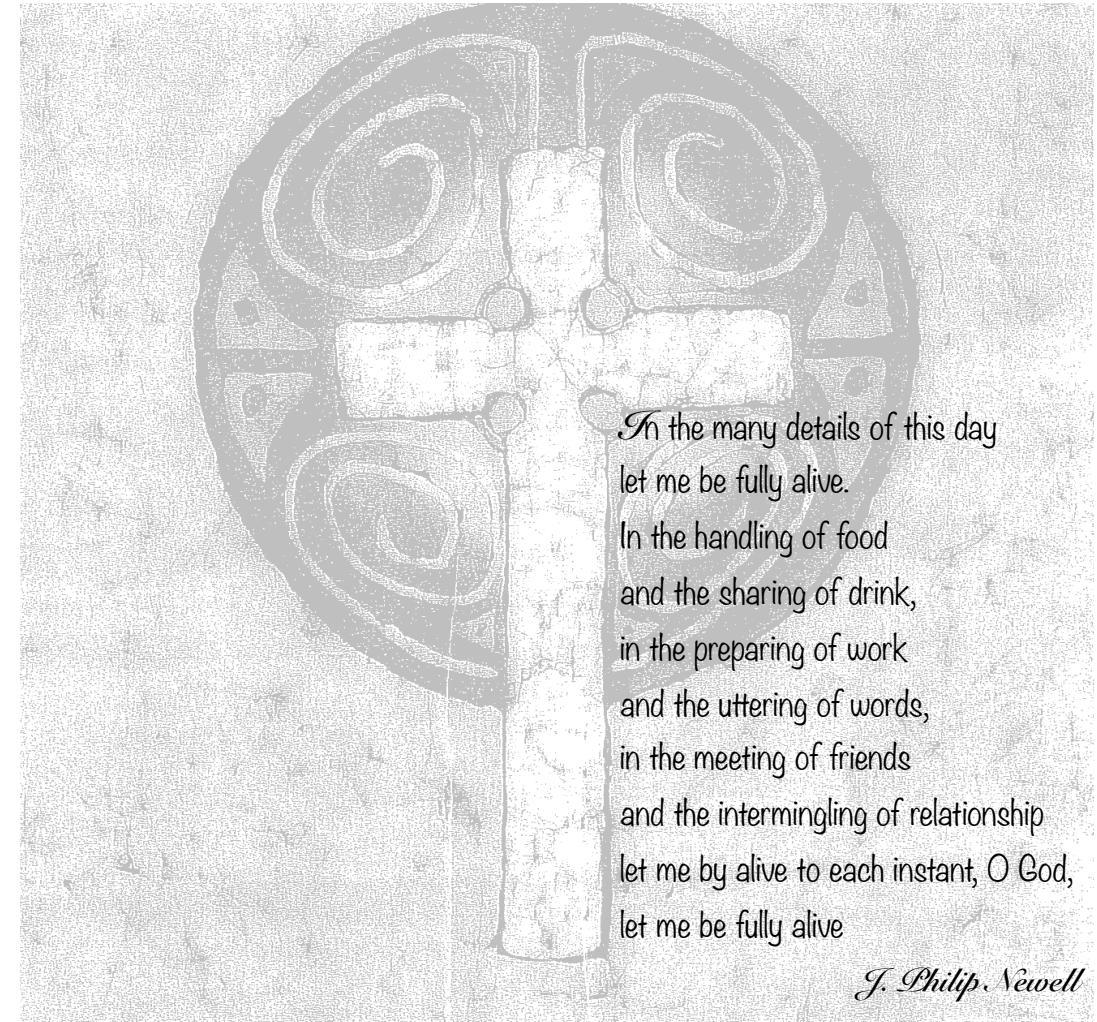 In the many details of this day
let me be fully alive.
In the handling of food
and the sharing of drink,
in the preparing of work
and the uttering of words,
in the meeting of friends
and the intermingling of relationship
let me by alive to each instant, O God,
let me be fully alive
J. Philip Newell